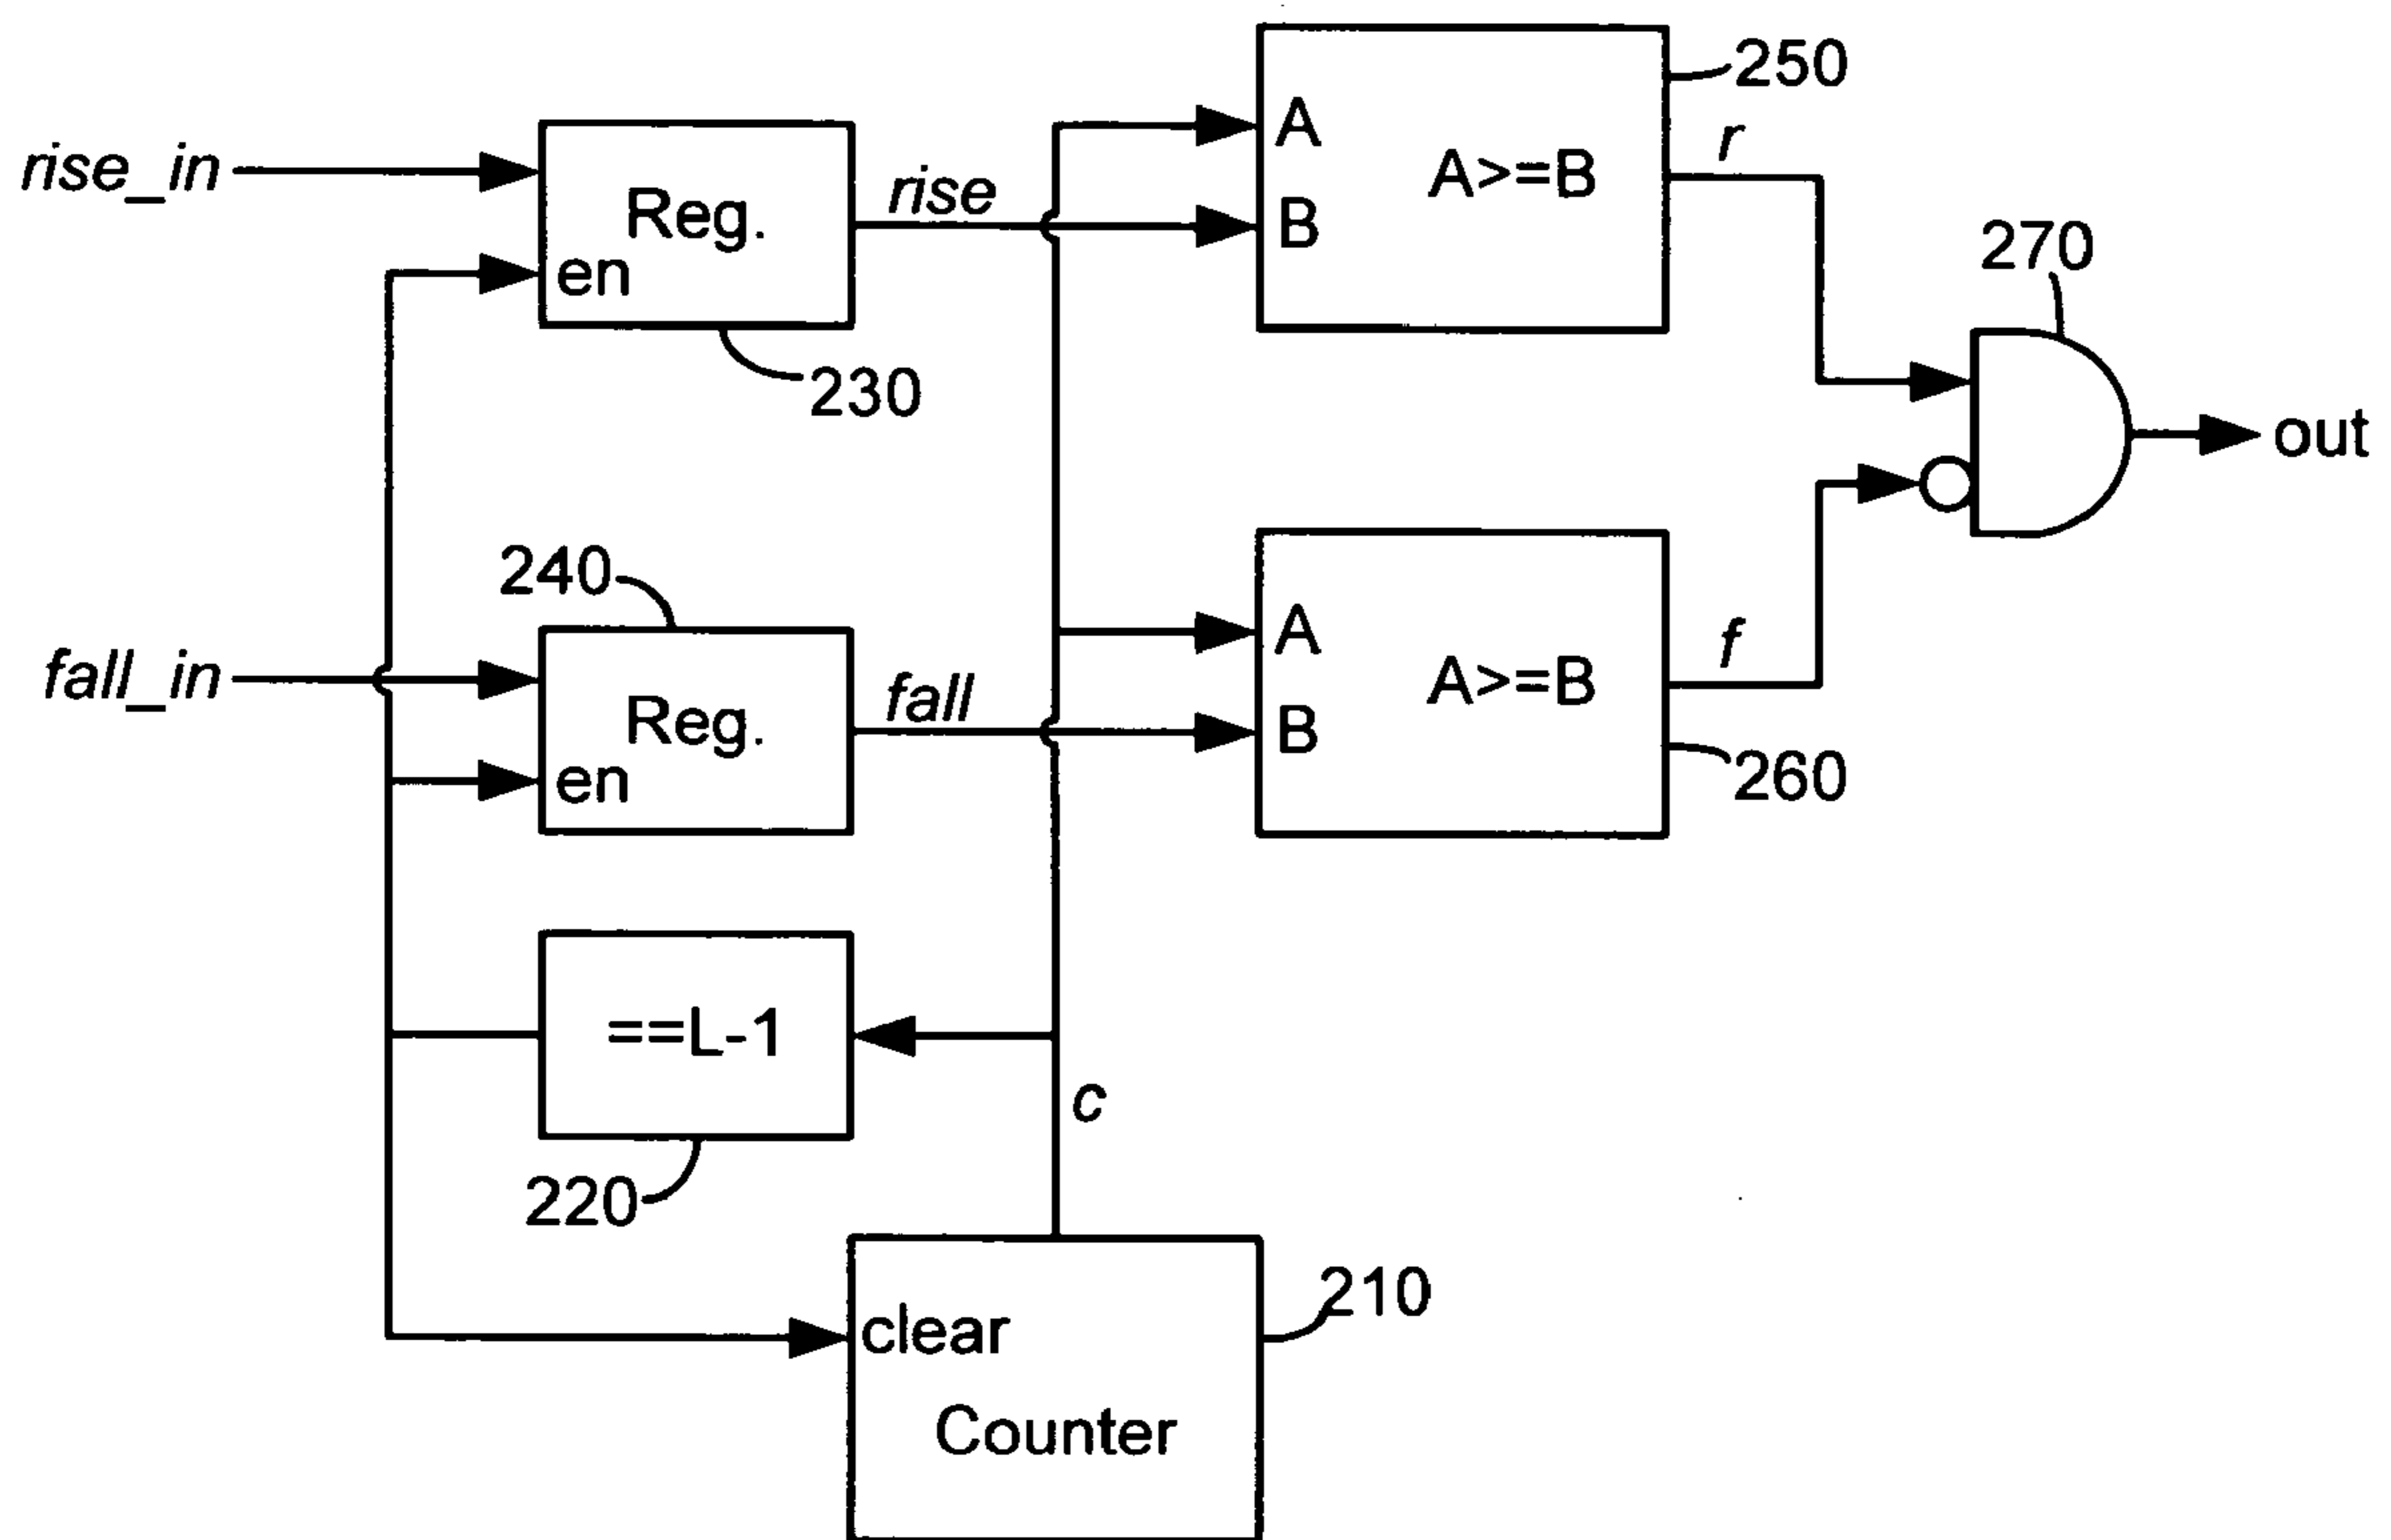 250
A
A>=B
B
r
rise_in
Reg.
en
rise
230
270
out
240
fall_in
Reg.
en
fall
A
A>=B
B
f
260
==L-1
c
220
210
clear
Counter